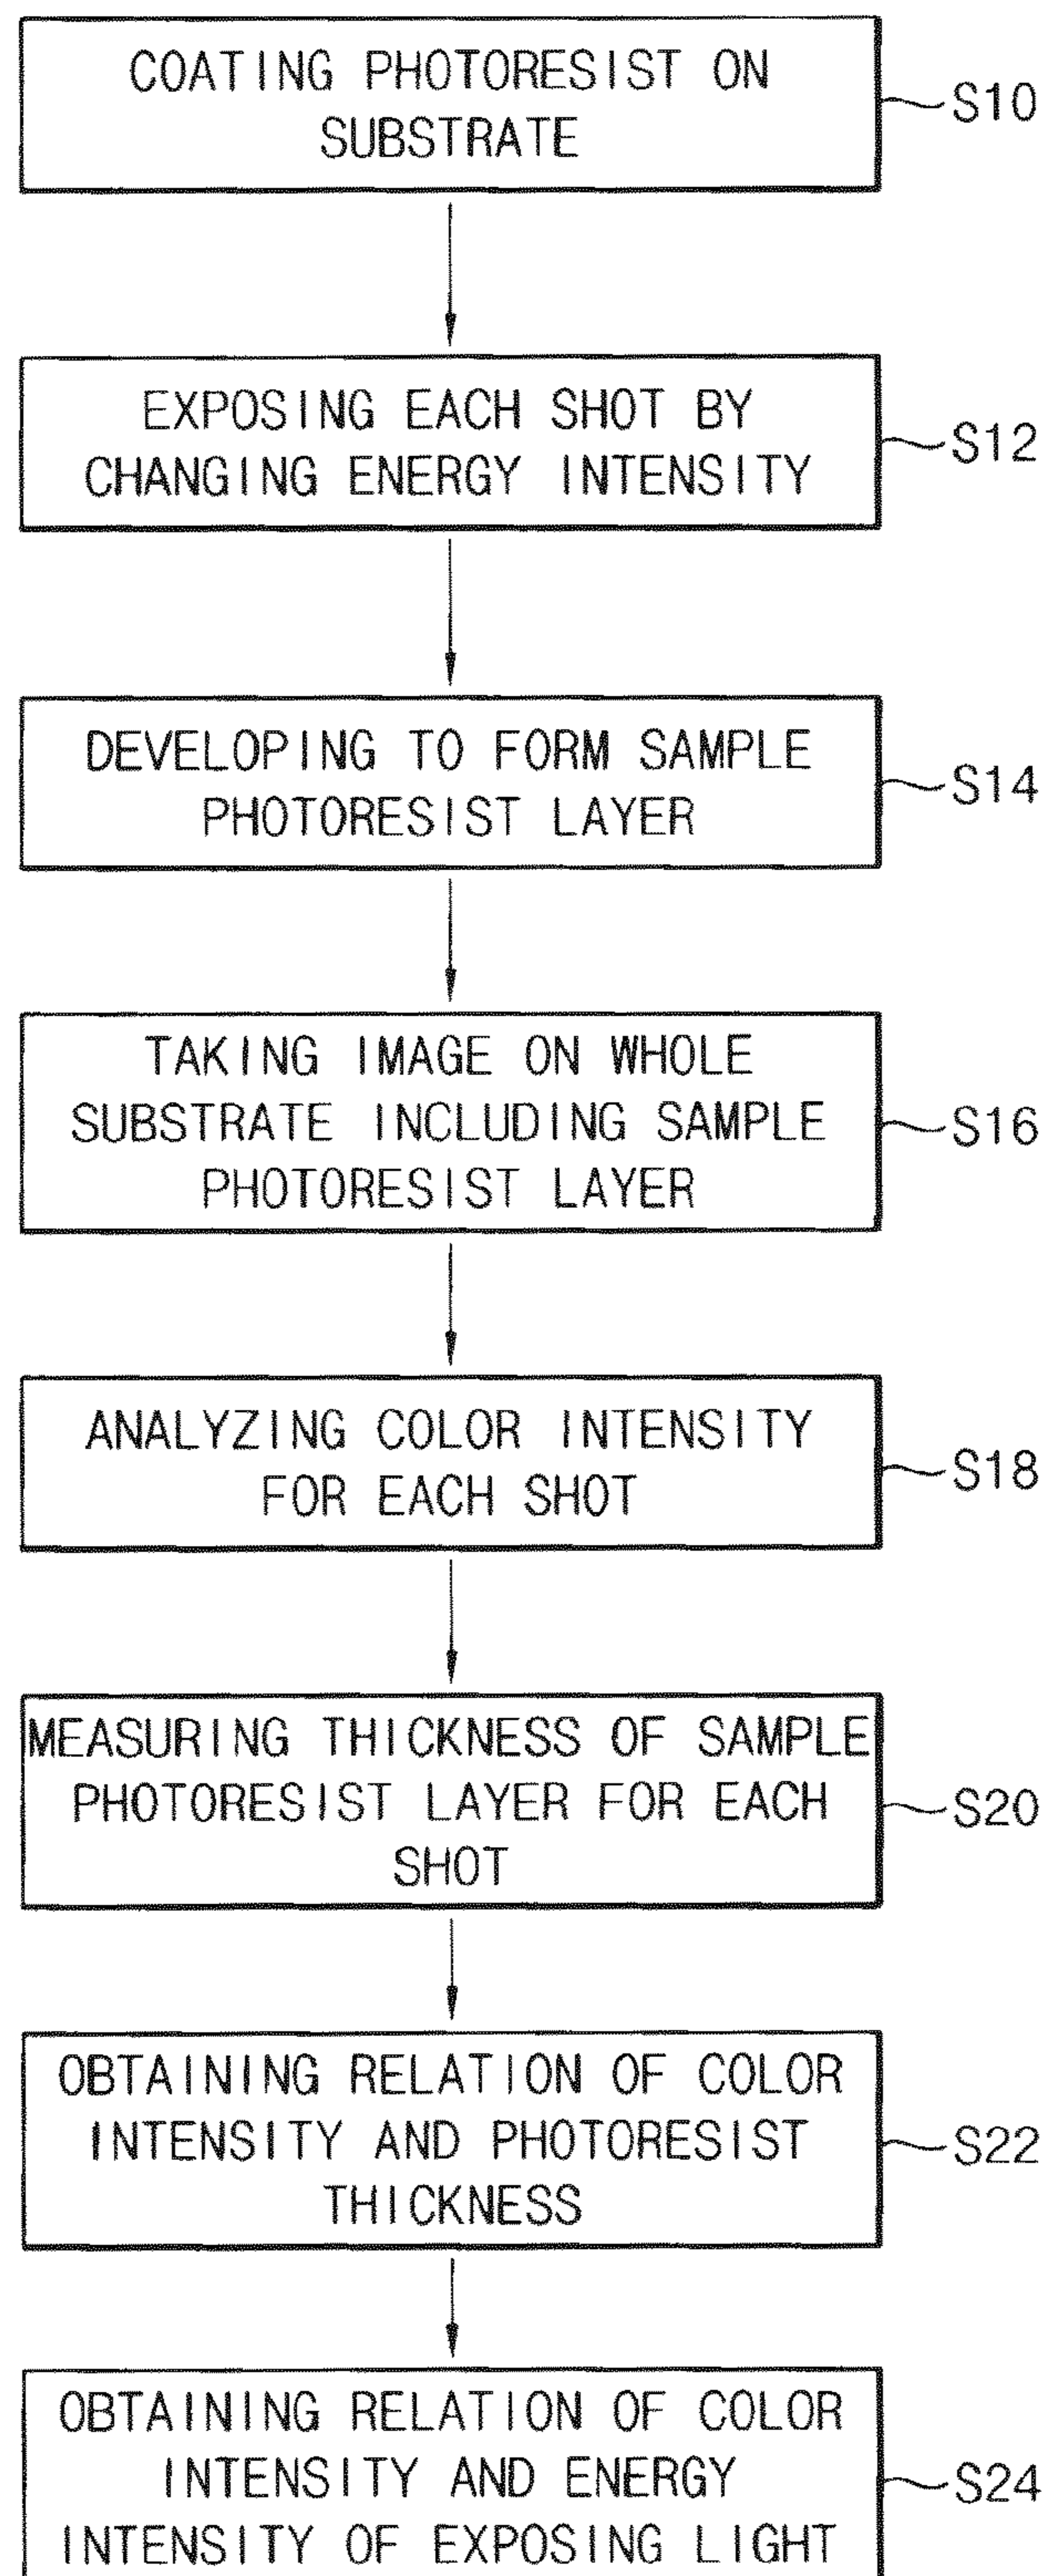 COATING PHOTORESIST ON
SUBSTRATE
S10
EXPOSING EACH SHOT BY
CHANGING ENERGY INTENSITY
S12
DEVELOPING TO FORM SAMPLE
PHOTORESIST LAYER
S14
TAKING IMAGE ON WHOLE
SUBSTRATE INCLUDING SAMPLE
PHOTORESIST LAYER
S16
ANALYZING COLOR INTENSITY
FOR EACH SHOT
S18
MEASURING THICKNESS OF SAMPLE
PHOTORESIST LAYER FOR EACH
SHOT
S20
OBTAINING RELATION OF COLOR
INTENSITY AND PHOTORESIST
THICKNESS
S22
OBTAINING RELATION OF COLOR
INTENSITY AND ENERGY
INTENSITY OF EXPOSING LIGHT
S24